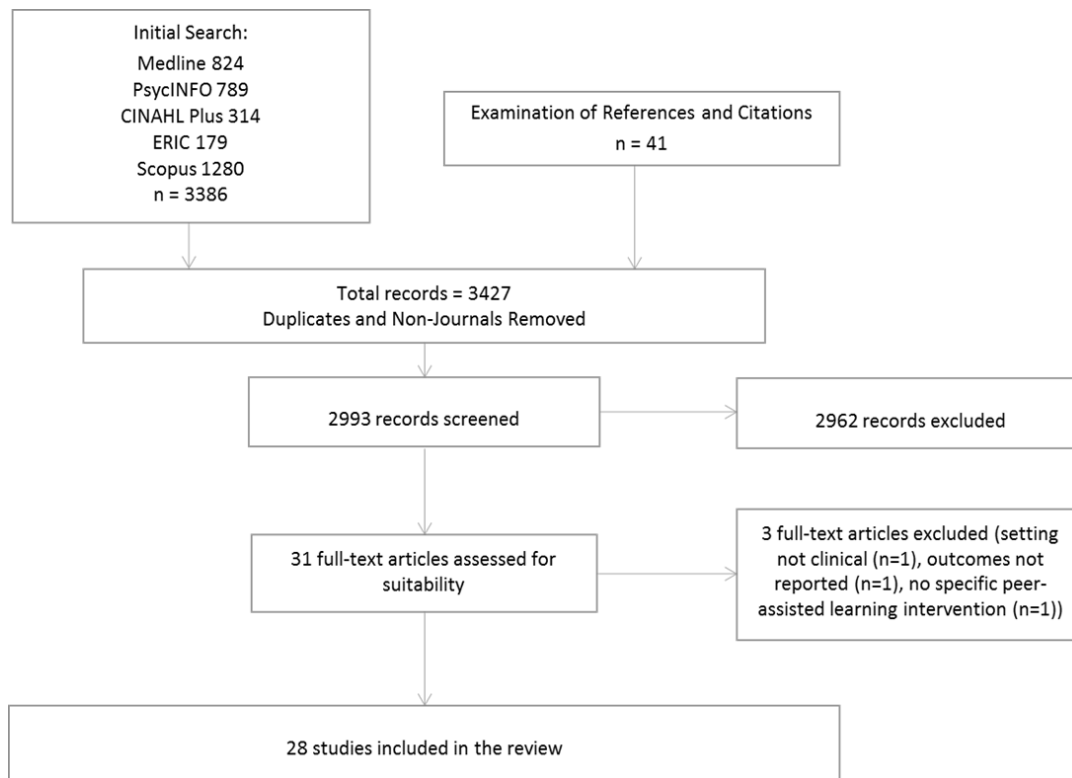 Initial Search:
Medline 824
PsycINFO 789
CINAHL Plus 314
ERIC 179
Scopus 1280
n = 3386
Examination of References and Citations
n = 41
Total records = 3427
Duplicates and Non-Journals Removed
2993 records screened
2962 records excluded
31 full-text articles assessed for
suitability
3 full-text articles excluded (setting
not clinical (n=1), outcomes not
reported (n=1), no specific peer-
assisted learning intervention (n=1))
28 studies included in the review